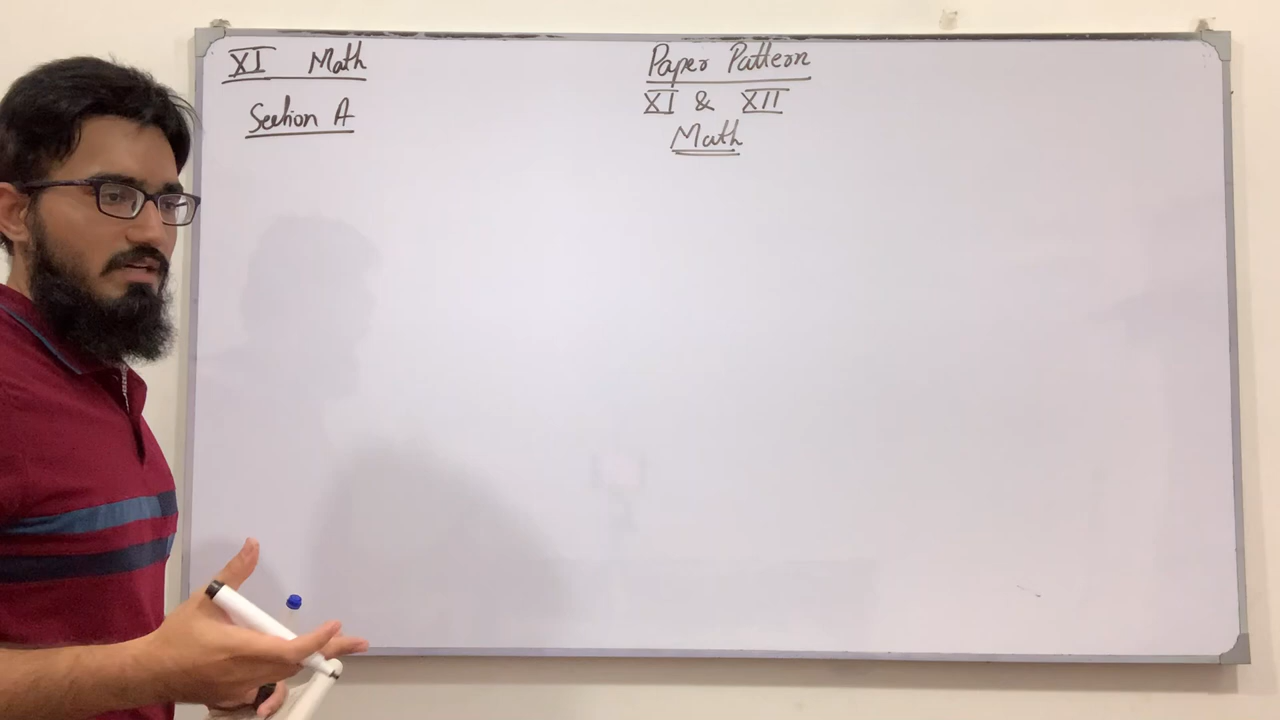 XI Math
Section A
Paper Pattern
XI & XII
Math